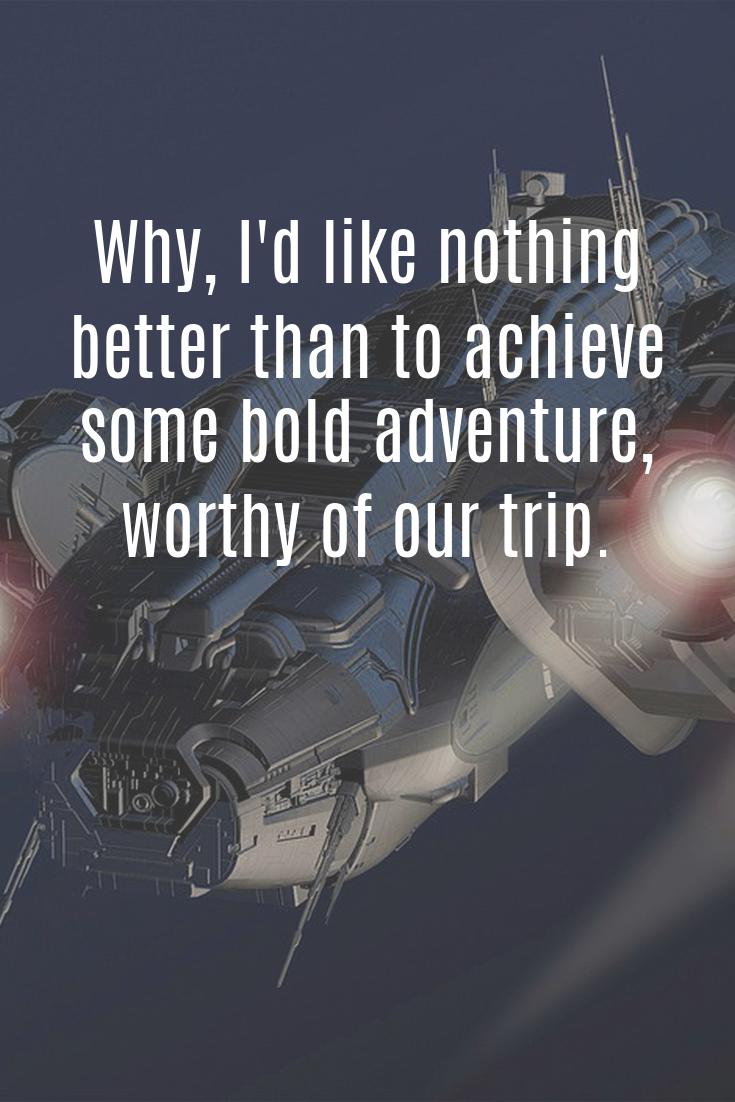 Why, I'd like nothing
better than to achieve
some bold adventure,
worthy of our trip.